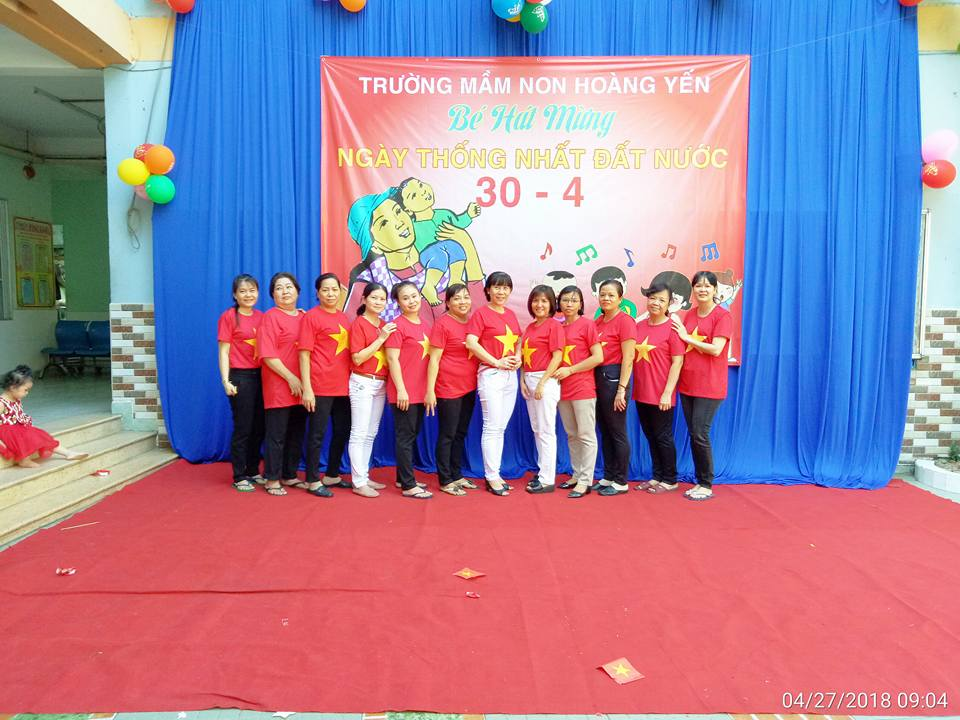 TRƯỜNG MẦM NON HOÀNG YẾN
Bé Hát Mừng
NGÀY THỐNG NHẤT ĐẤT NƯỚC
30 - 4
04/27/2018 09:04